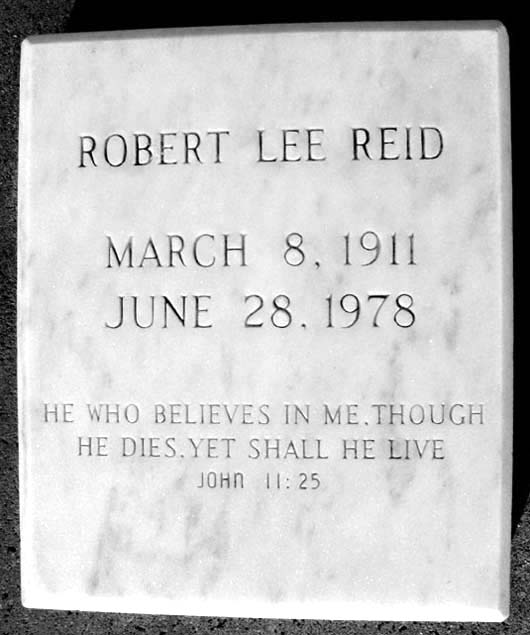 ROBERT LEE REID
MARCH 8, 1911
JUNE 28, 1978
HE WHO BELIEVES IN ME, THOUGH
HE DIES, YET SHALL HE LIVE
JOHN 11:25